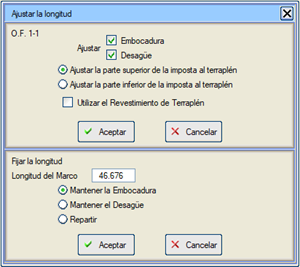 Ajustar la longitud
O.F. 1-1
Ajustar
Embocadura
Desagüe
Ajustar la parte superior de la imposta al terraplén
Ajustar la parte inferior de la imposta al terraplén
Utilizar el Revestimiento de Terraplén
Aceptar Cancelar
Fijar la longitud
Longitud del Marco 46.676
Mantener la Embocadura
Mantener el Desagüe
Repartir
Aceptar Cancelar